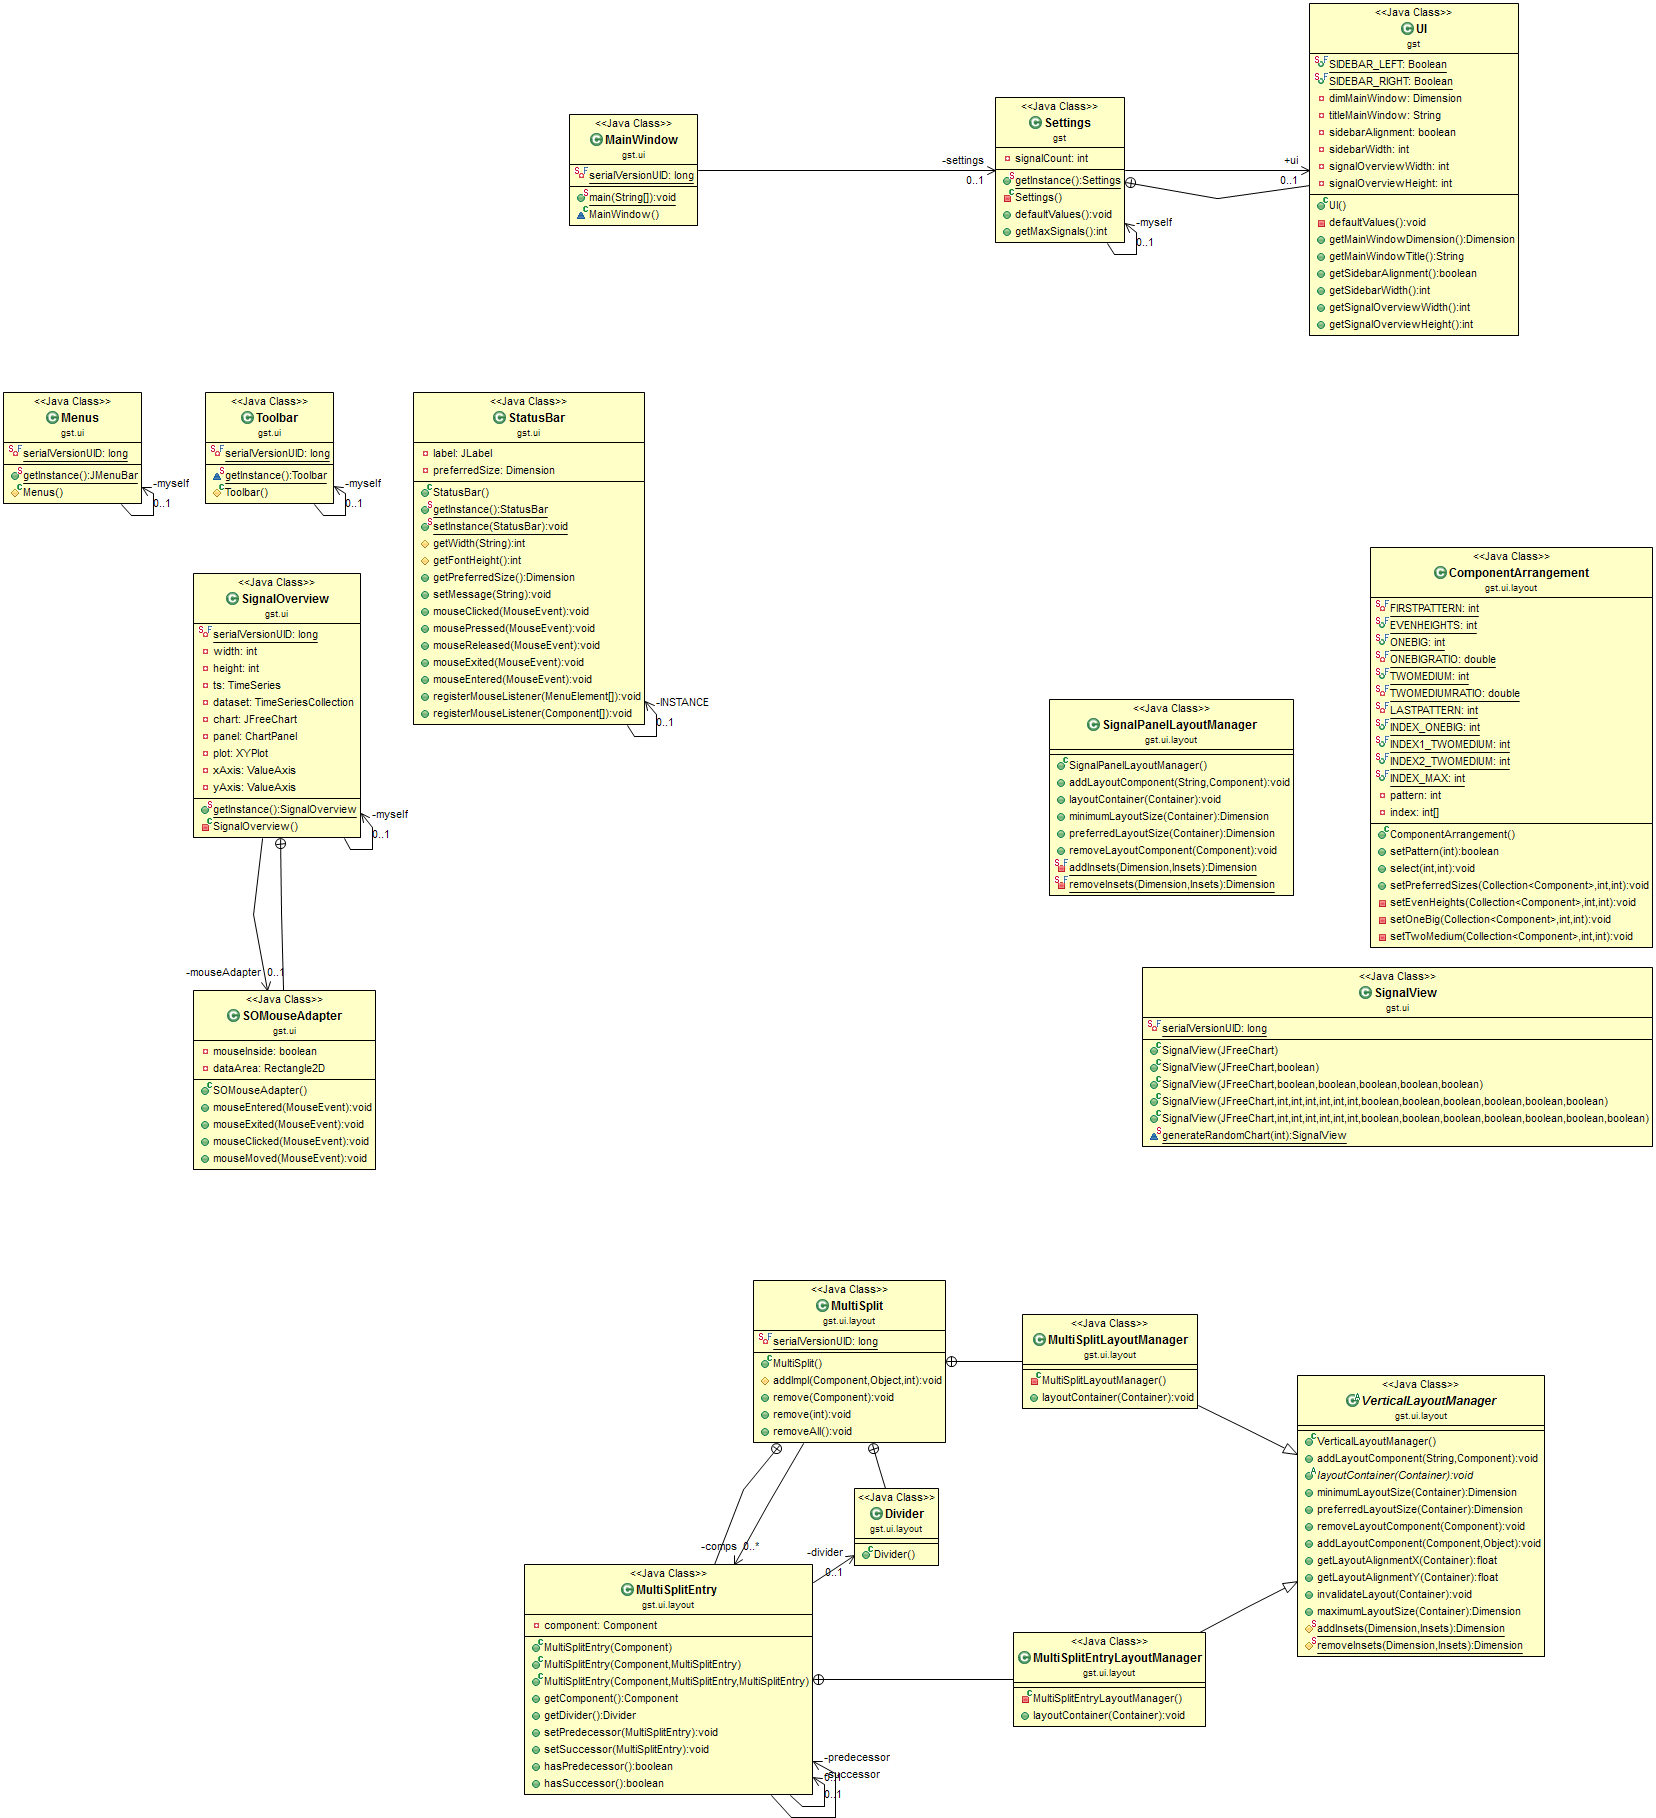 <<Java Class>>
UI
gst
SIDEBAR_LEFT: Boolean
SIDEBAR_RIGHT: Boolean
dimMainWindow: Dimension
titleMainWindow: String
sidebarAlignment: boolean
sidebarWidth: int
signalOverviewWidth: int
signalOverviewHeight: int
UI()
defaultValues():void
getMainWindowDimension():Dimension
getMainWindowTitle():String
getSidebarAlignment():boolean
getSidebarWidth():int
getSignalOverviewWidth():int
getSignalOverviewHeight():int
<<Java Class>>
Settings
gst
signalCount: int
getInstance():Settings
Settings()
defaultValues():void
getMaxSignals():int
-myself
0..1
+ui
0..1
<<Java Class>>
MainWindow
gst.ui
serialVersionUID: long
main(String[]):void
MainWindow()
-settings
0..1
<<Java Class>>
Menus
gst.ui
serialVersionUID: long
getInstance():JMenuBar
Menus()
-myself
0..1
<<Java Class>>
Toolbar
gst.ui
serialVersionUID: long
getInstance():Toolbar
Toolbar()
-myself
0..1
<<Java Class>>
StatusBar
gst.ui
label: JLabel
preferredSize: Dimension
StatusBar()
getInstance():StatusBar
setInstance(StatusBar):void
getWidth(String):int
getFontHeight():int
getPreferredSize():Dimension
setMessage(String):void
mouseClicked(MouseEvent):void
mousePressed(MouseEvent):void
mouseReleased(MouseEvent):void
mouseExited(MouseEvent):void
mouseEntered(MouseEvent):void
registerMouseListener(MenuElement[]):void
registerMouseListener(Component[]):void
-INSTANCE
0..1
<<Java Class>>
SignalOverview
gst.ui
serialVersionUID: long
width: int
height: int
ts: TimeSeries
dataset: TimeSeriesCollection
chart: JFreeChart
panel: ChartPanel
plot: XYPlot
xAxis: ValueAxis
yAxis: ValueAxis
getInstance():SignalOverview
SignalOverview()
-myself
0..1
-mouseAdapter
0..1
<<Java Class>>
SOMouseAdapter
gst.ui
mouseInside: boolean
dataArea: Rectangle2D
SOMouseAdapter()
mouseEntered(MouseEvent):void
mouseExited(MouseEvent):void
mouseClicked(MouseEvent):void
mouseMoved(MouseEvent):void
<<Java Class>>
SignalPanelLayoutManager
gst.ui.layout
SignalPanelLayoutManager()
addLayoutComponent(String,Component):void
layoutContainer(Container):void
minimumLayoutSize(Container):Dimension
preferredLayoutSize(Container):Dimension
removeLayoutComponent(Component):void
addInsets(Dimension,Insets):Dimension
removeInsets(Dimension,Insets):Dimension
<<Java Class>>
ComponentArrangement
gst.ui.layout
FIRSTPATTERN: int
EVENHEIGHTS: int
ONEBIG: int
ONEBIGRATIO: double
TWOMEDIUM: int
TWOMEDIUMRATIO: double
LASTPATTERN: int
INDEX_ONEBIG: int
INDEX1_TWOMEDIUM: int
INDEX2_TWOMEDIUM: int
INDEX_MAX: int
pattern: int
index: int[]
ComponentArrangement()
setPattern(int):boolean
select(int,int):void
setPreferredSizes(Collection<Component>,int,int):void
setEvenHeights(Collection<Component>,int,int):void
setOneBig(Collection<Component>,int,int):void
setTwoMedium(Collection<Component>,int,int):void
<<Java Class>>
SignalView
gst.ui
serialVersionUID: long
SignalView(JFreeChart)
SignalView(JFreeChart,boolean)
SignalView(JFreeChart,boolean,boolean,boolean,boolean,boolean)
SignalView(JFreeChart,int,int,int,int,int,int,boolean,boolean,boolean,boolean,boolean,boolean)
SignalView(JFreeChart,int,int,int,int,int,int,boolean,boolean,boolean,boolean,boolean,boolean,boolean)
generateRandomChart(int):SignalView
<<Java Class>>
MultiSplit
gst.ui.layout
serialVersionUID: long
MultiSplit()
addImpl(Component,Object,int):void
remove(Component):void
remove(int):void
removeAll():void
<<Java Class>>
MultiSplitLayoutManager
gst.ui.layout
MultiSplitLayoutManager()
layoutContainer(Container):void
<<Java Class>>
VerticalLayoutManager
gst.ui.layout
VerticalLayoutManager()
addLayoutComponent(String,Component):void
layoutContainer(Container):void
minimumLayoutSize(Container):Dimension
preferredLayoutSize(Container):Dimension
removeLayoutComponent(Component):void
addLayoutComponent(Component,Object):void
getLayoutAlignmentX(Container):float
getLayoutAlignmentY(Container):float
invalidateLayout(Container):void
maximumLayoutSize(Container):Dimension
addInsets(Dimension,Insets):Dimension
removeInsets(Dimension,Insets):Dimension
<<Java Class>>
Divider
gst.ui.layout
Divider()
-comps
0..*
-divider
0..1
<<Java Class>>
MultiSplitEntry
gst.ui.layout
component: Component
MultiSplitEntry(Component)
MultiSplitEntry(Component,MultiSplitEntry)
MultiSplitEntry(Component,MultiSplitEntry,MultiSplitEntry)
getComponent():Component
getDivider():Divider
setPredecessor(MultiSplitEntry):void
setSuccessor(MultiSplitEntry):void
hasPredecessor():boolean
hasSuccessor():boolean
-predecessor
0..1
-successor
0..1
<<Java Class>>
MultiSplitEntryLayoutManager
gst.ui.layout
MultiSplitEntryLayoutManager()
layoutContainer(Container):void